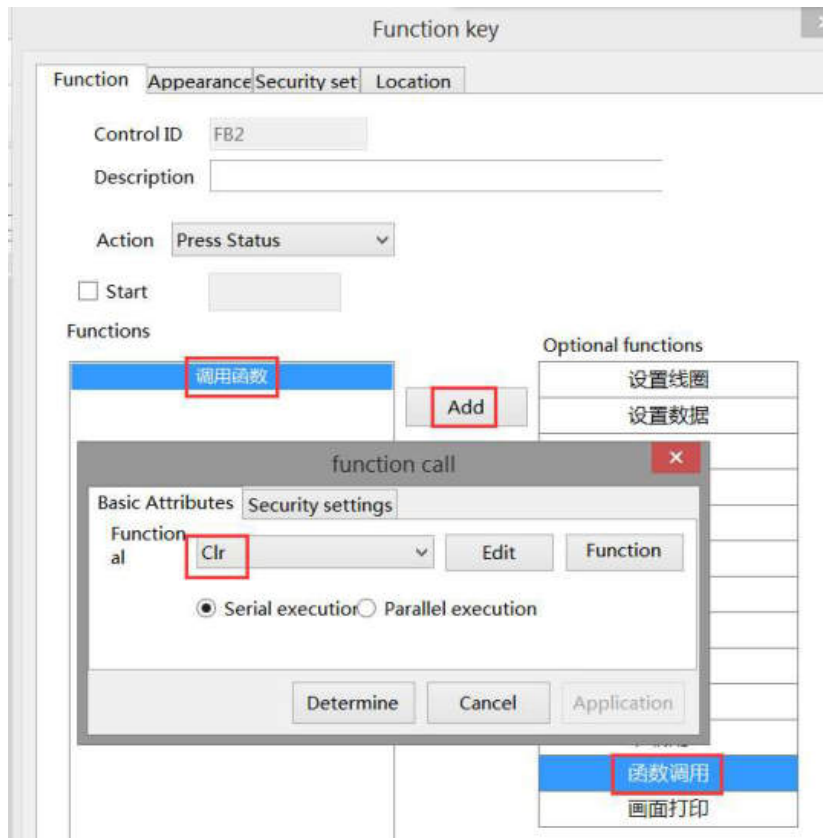 Function key
Function Appearance Security set Location
Control ID FB2
Description
Action Press Status
Start
Functions
Optional functions
调用函数
Add
设置线圈
设置数据
function call
Basic Attributes Security settings
Function
al
Clr
Edit
Function
Serial execution Parallel execution
Determine Cancel Application
函数调用
画面打印